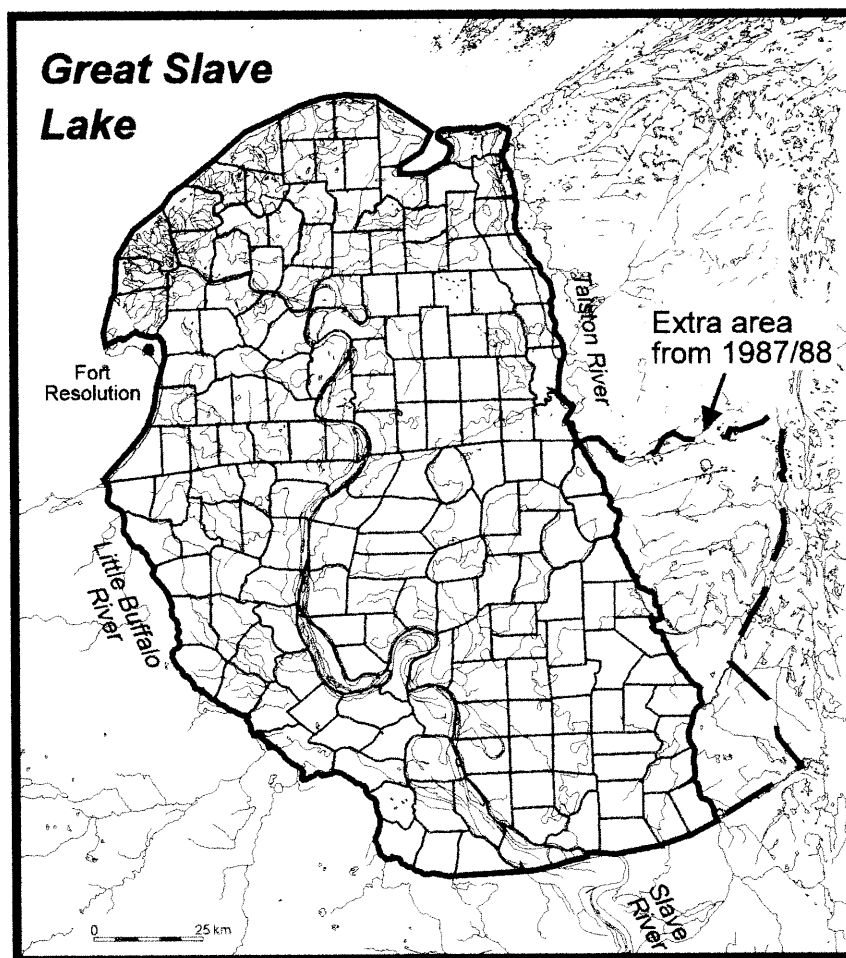 Great Slave
Lake
Talston River
Extra area
from 1987/88
Fort
Resolution
Little Buffalo
River
Slave
River
0 25 km